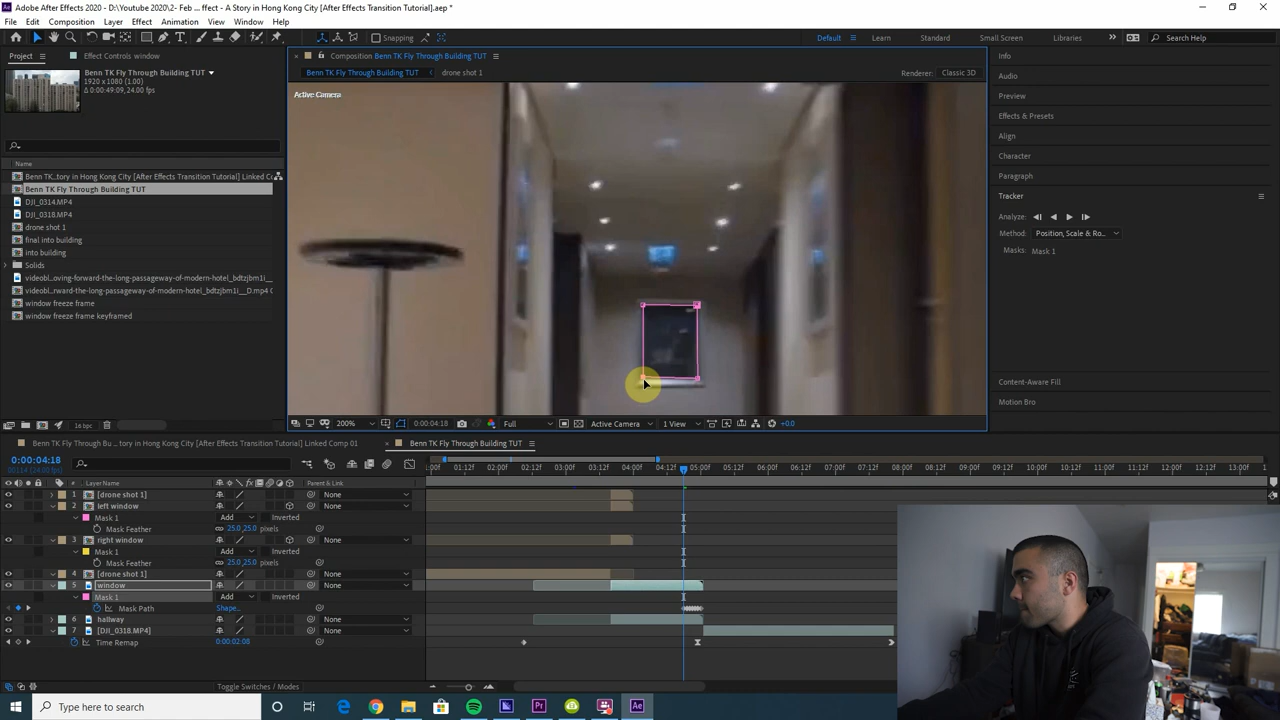 Adobe After Effects 2020 - D:\Youtube 2020\2- Feb ... ffect - A Story in Hong Kong City [After Effects Transition Tutorial].aep *
File Edit Composition Layer Effect Animation View Window Help
Snapping
Default Learn Standard Small Screen Libraries Search Help
Project Effect Controls window
Composition Benn TK Fly Through Building TUT
Benn TK Fly Through Building TUT drone shot 1
Renderer: Classic 3D
Benn TK Fly Through Building TUT
1920 x 1080 (1.00)
Δ 0:00:49:09, 24.00 fps
Active Camera
Name
Benn TK...tory in Hong Kong City [After Effects Transition Tutorial] Linked Co
Benn TK Fly Through Building TUT
DJI_0314.MP4
DJI_0318.MP4
drone shot 1
final into building
into building
Solids
videobl...oving-forward-the-long-passageway-of-modern-hotel_bdtzjbm1i__
videobl...rward-the-long-passageway-of-modern-hotel_bdtzjbm1i__D.mp4 C
window freeze frame
window freeze frame keyframed
16 bpc
Info
Audio
Preview
Effects & Presets
Align
Character
Paragraph
Tracker
Analyze:
Method: Position, Scale & Ro...
Masks: Mask 1
Content-Aware Fill
Motion Bro
200% 0:00:04:18 Full Active Camera 1 View +0.0
Benn TK Fly Through Bu ... tory in Hong Kong City [After Effects Transition Tutorial] Linked Comp 01
Benn TK Fly Through Building TUT
0:00:04:18
00114 (24.00 fps)
# Layer Name Parent & Link
1:00f 01:12f 02:00f 02:12f 03:00f 03:12f 04:00f 04:12f 05:00f 05:12f 06:00f 06:12f 07:00f 07:12f 08:00f 08:12f 09:00f 09:12f 10:00f 10:12f 11:00f 11:12f 12:00f 12:12f 13:0
1 [drone shot 1] None
2 left window None
Mask 1 Add Inverted
Mask Feather 25.0,25.0 pixels
3 right window None
Mask 1 Add Inverted
Mask Feather 25.0,25.0 pixels
4 [drone shot 1] None
5 window None
Mask 1 Add Inverted
Mask Path Shape...
6 hallway None
7 [DJI_0318.MP4] None
Time Remap 0:00:02:08
Toggle Switches / Modes
Type here to search